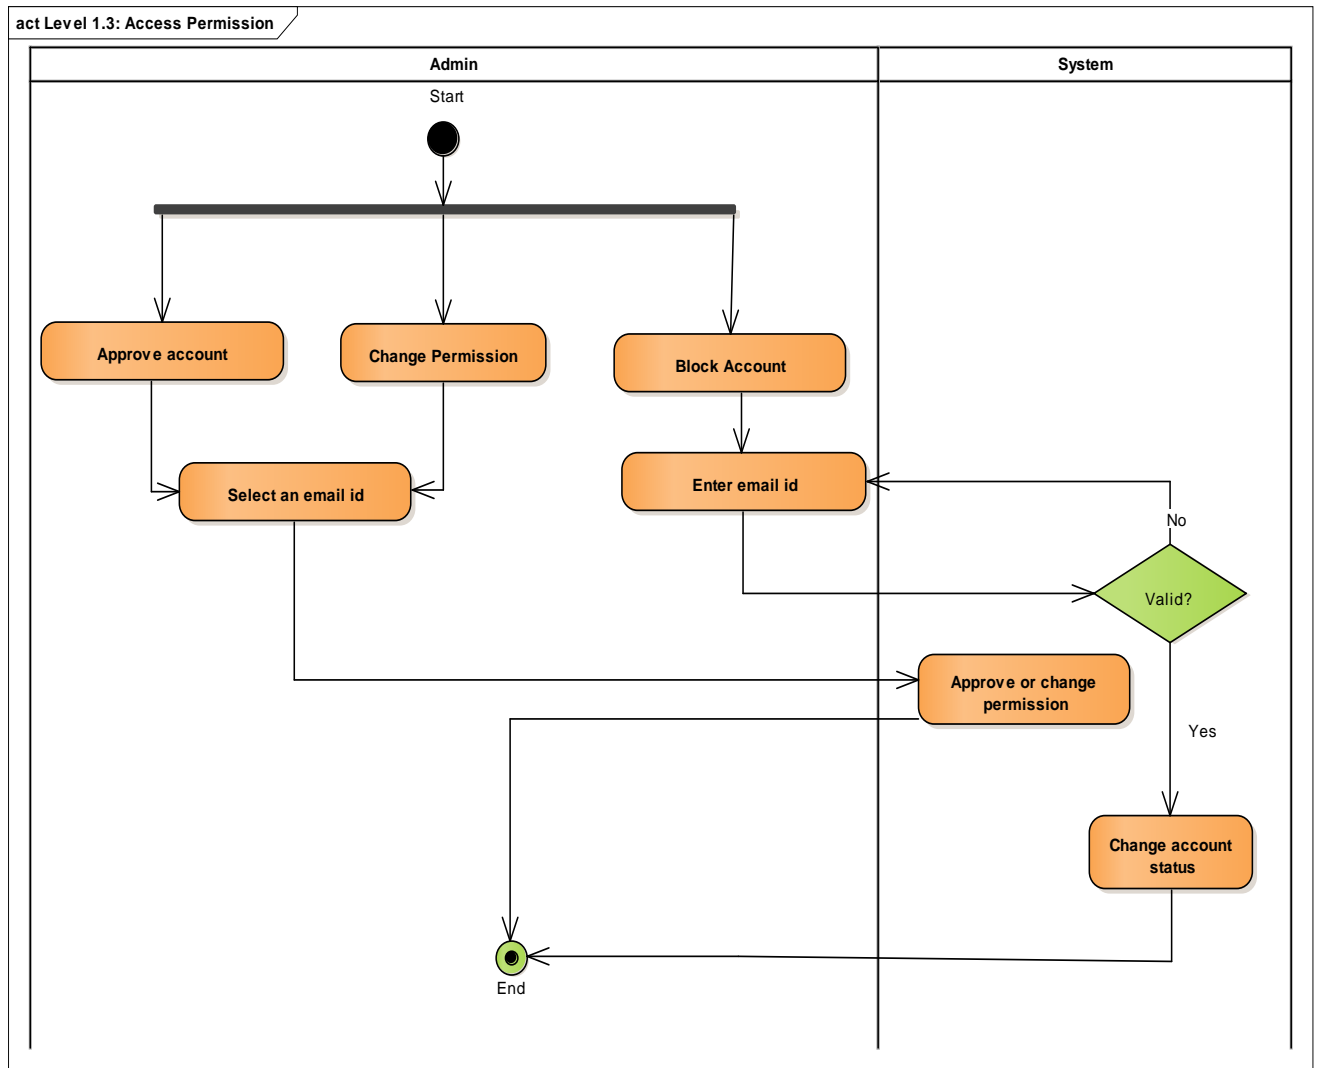 act Level 1.3: Access Permission
Admin
System
Start
Approve account
Change Permission
Block Account
Select an email id
Enter email id
No
Valid?
Approve or change
permission
Yes
Change account
status
End